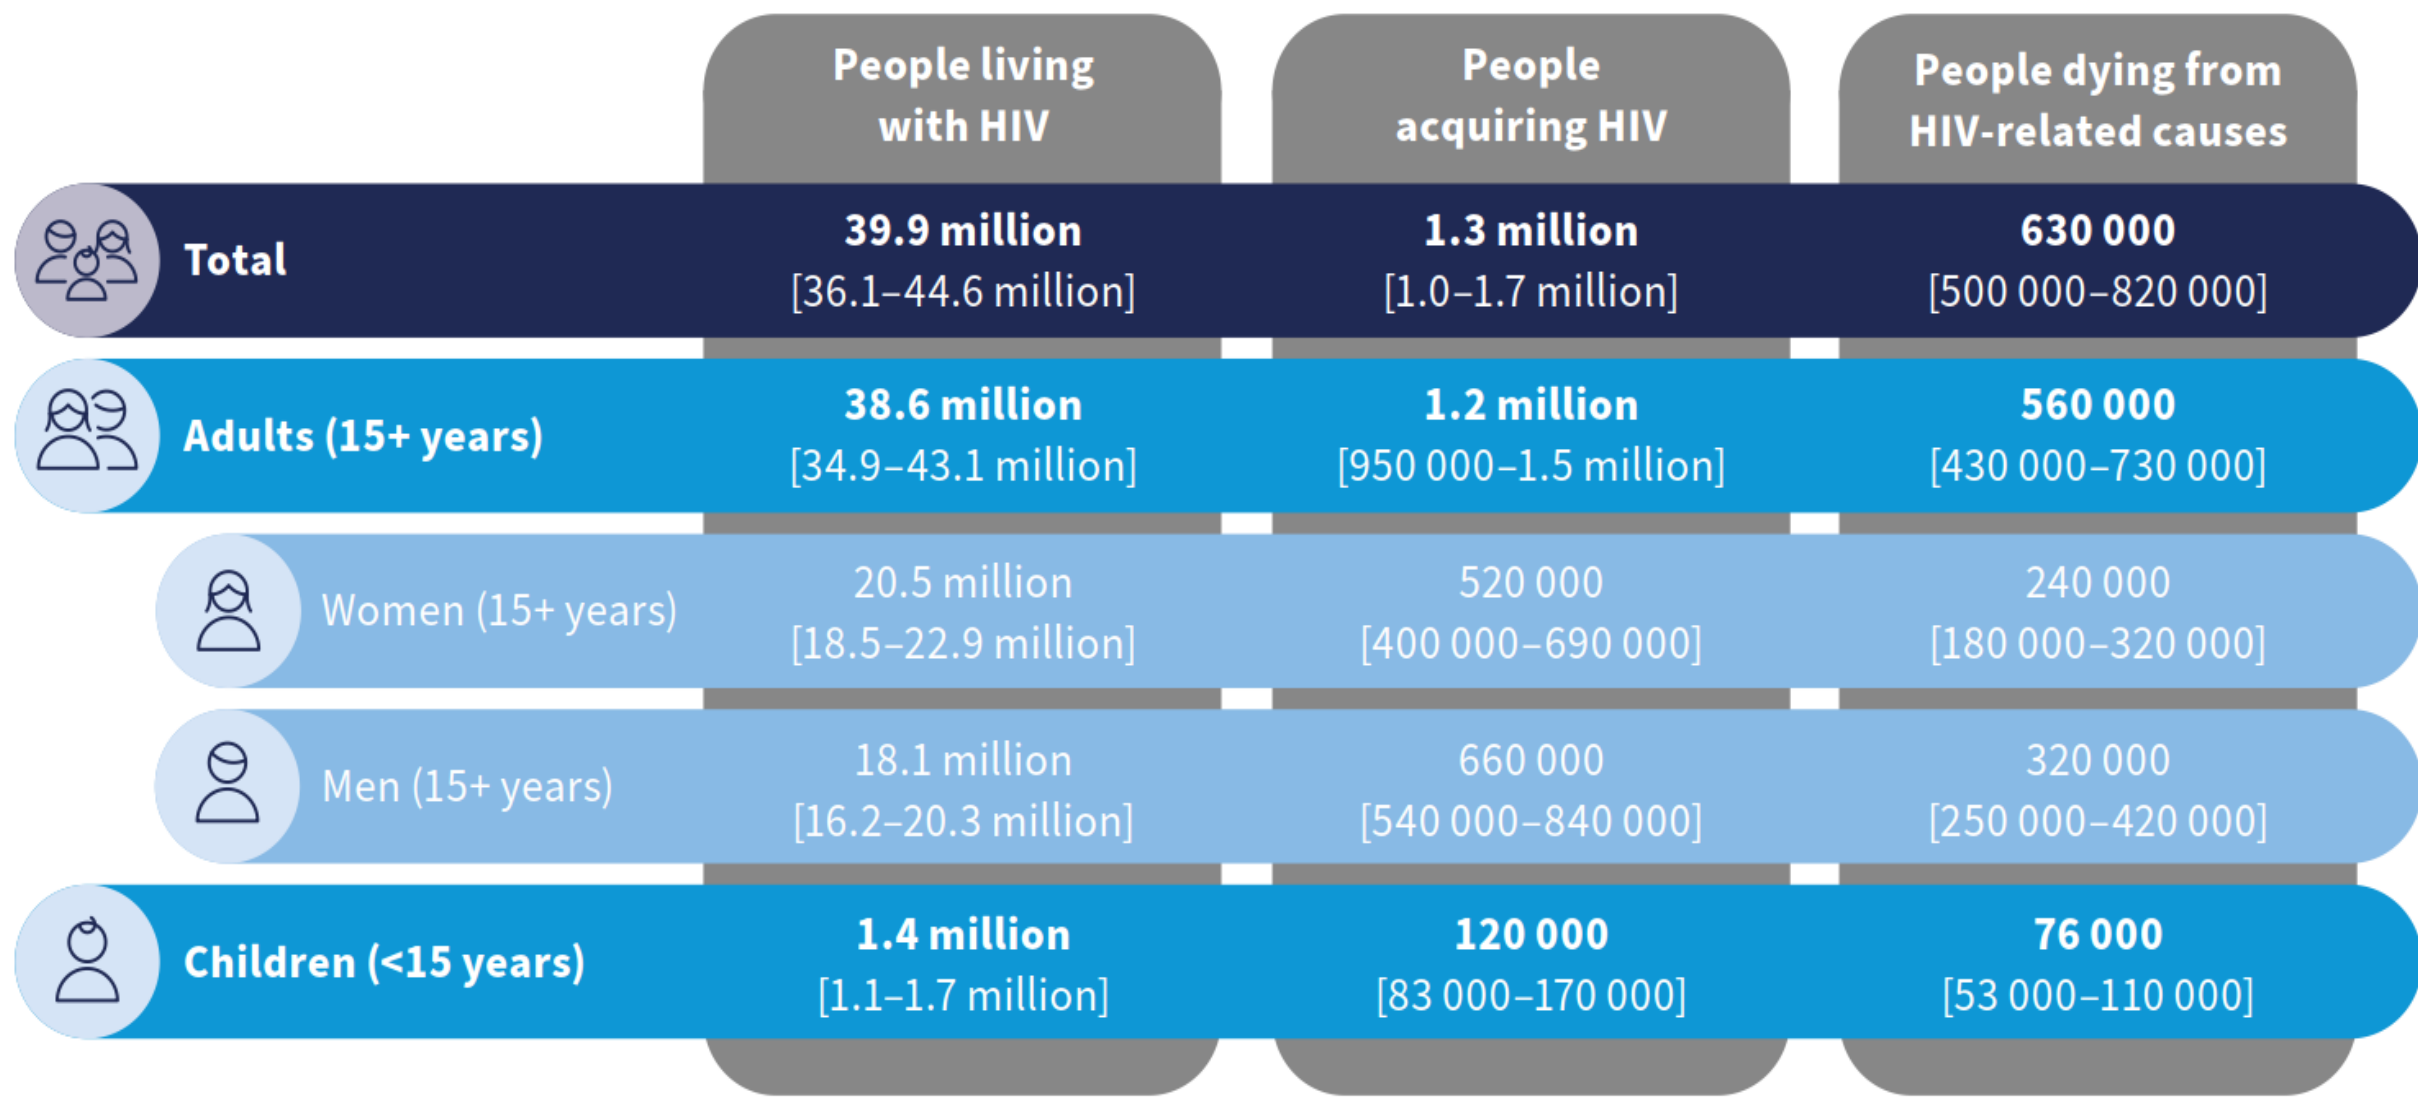 People living
with HIV
People
acquiring HIV
People dying from
HIV-related causes
Total
39.9 million
[36.1–44.6 million]
1.3 million
[1.0–1.7 million]
630 000
[500 000–820 000]
Adults (15+ years)
38.6 million
[34.9–43.1 million]
1.2 million
[950 000–1.5 million]
560 000
[430 000–730 000]
Women (15+ years)
20.5 million
[18.5–22.9 million]
520 000
[400 000–690 000]
240 000
[180 000–320 000]
Men (15+ years)
18.1 million
[16.2–20.3 million]
660 000
[540 000–840 000]
320 000
[250 000–420 000]
Children (<15 years)
1.4 million
[1.1–1.7 million]
120 000
[83 000–170 000]
76 000
[53 000–110 000]